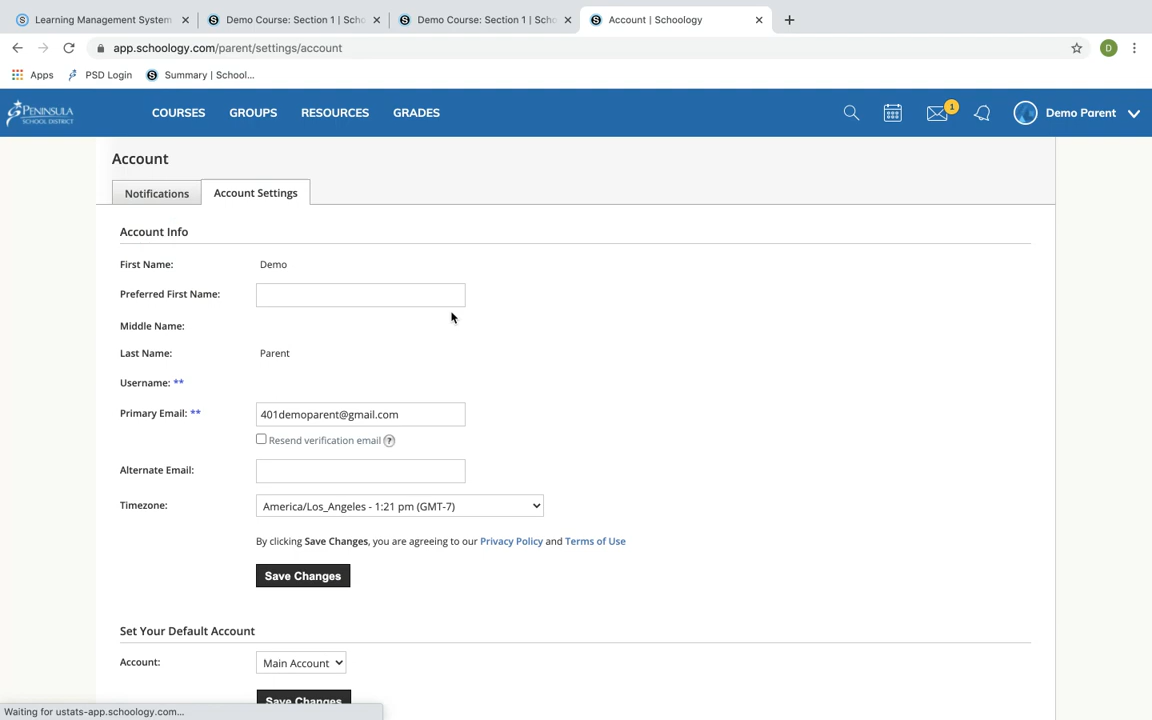 Learning Management System
Demo Course: Section 1 | Scho
Demo Course: Section 1 | Scho
Account | Schoology
app.schoology.com/parent/settings/account
D
Apps
PSD Login
Summary | School...
PENINSULA
SCHOOL DISTRICT
COURSES
GROUPS
RESOURCES
GRADES
1
Demo Parent
Account
Notifications
Account Settings
Account Info
First Name: Demo
Preferred First Name:
Middle Name:
Last Name: Parent
Username: **
Primary Email: ** 401demoparent@gmail.com
Resend verification email ?
Alternate Email:
Timezone: America/Los_Angeles - 1:21 pm (GMT-7)
By clicking Save Changes, you are agreeing to our Privacy Policy and Terms of Use
Save Changes
Set Your Default Account
Account: Main Account
Save Changes
Waiting for ustats-app.schoology.com...